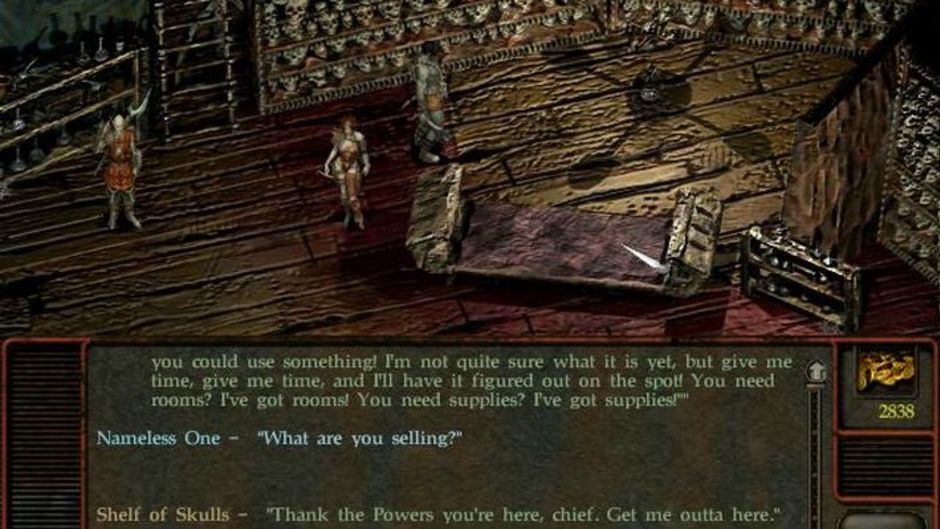 you could use something! I'm not quite sure what it is yet, but give me
time, give me time, and I'll have it figured out on the spot! You need
rooms? I've got rooms! You need supplies? I've got supplies!""
2838
Nameless One - "What are you selling?"
Shelf of Skulls - "Thank the Powers you're here, chief. Get me outta here."